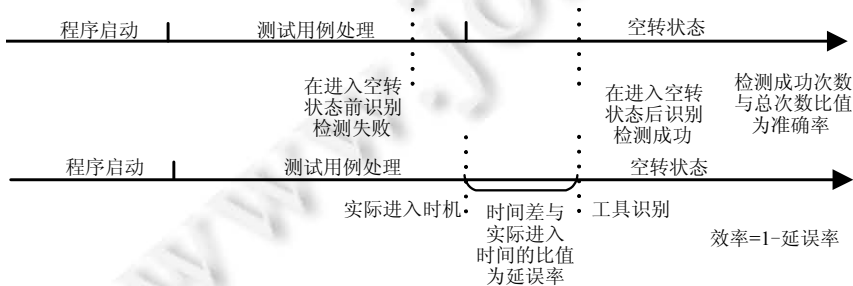 程序启动
测试用例处理
空转状态
在进入空转
状态前识别
检测失败
在进入空转
状态后识别
检测成功
检测成功次数
与总次数比值
为准确率
程序启动
测试用例处理
空转状态
实际进入时机
时间差与
实际进入
时间的比值
为延误率
工具识别
效率=1-延误率
www.jo